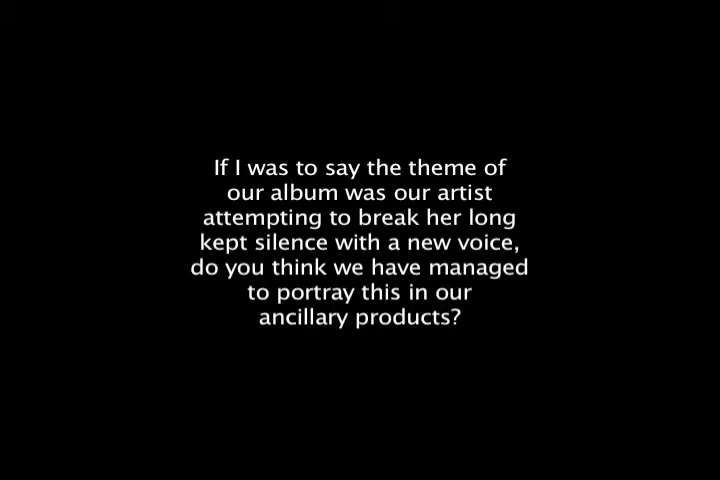 If I was to say the theme of
our album was our artist
attempting to break her long
kept silence with a new voice,
do you think we have managed
to portray this in our
ancillary products?